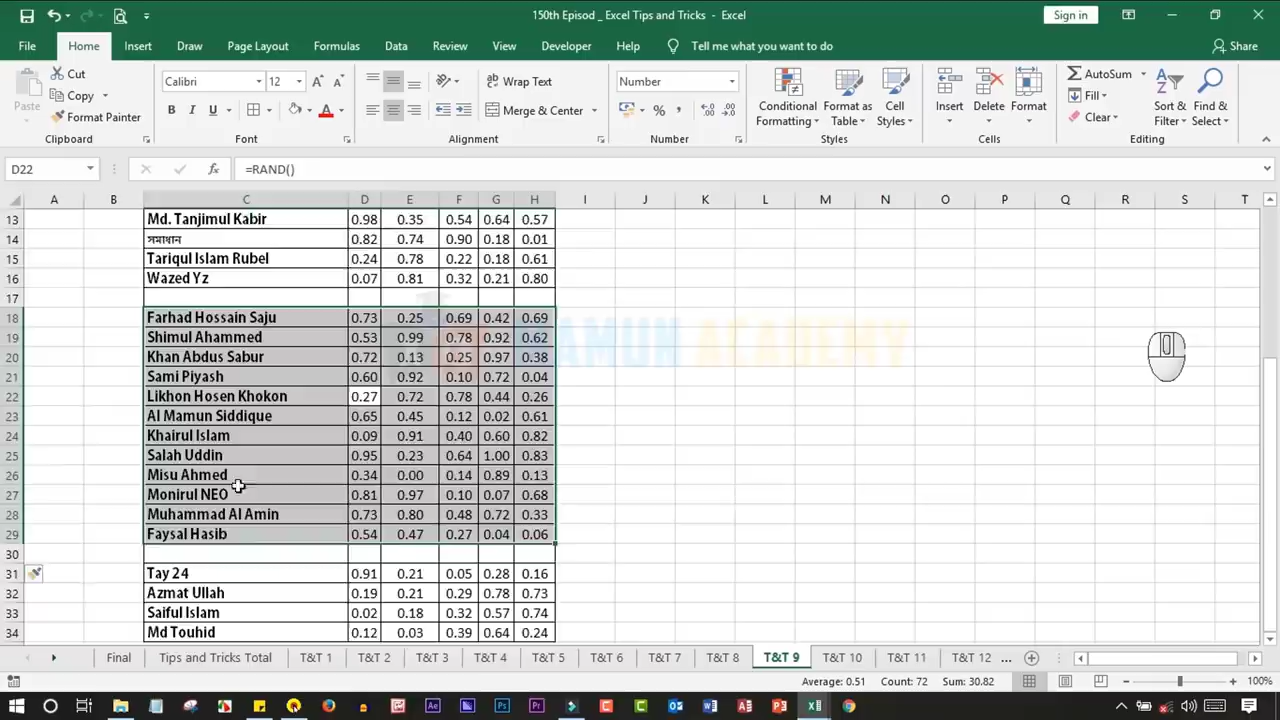 150th Episod _ Excel Tips and Tricks - Excel
Sign in
File Home Insert Draw Page Layout Formulas Data Review View Developer Help Tell me what you want to do Share
Paste
Cut
Copy
Format Painter
Clipboard
Calibri 12
B I U
Font
Wrap Text
Merge & Center
Alignment
Number
Number
Conditional Formatting
Format as Table
Cell Styles
Styles
Insert Delete Format
Cells
AutoSum
Fill
Clear
Sort & Filter
Find & Select
Editing
D22 fx =RAND()
A B C D E F G H I J K L M N O P Q R S T
13 Md. Tanjimul Kabir 0.98 0.35 0.54 0.64 0.57
14 সমাধান 0.82 0.74 0.90 0.18 0.01
15 Tariqul Islam Rubel 0.24 0.78 0.22 0.18 0.61
16 Wazed Yz 0.07 0.81 0.32 0.21 0.80
17
18 Farhad Hossain Saju 0.73 0.25 0.69 0.42 0.69
19 Shimul Ahammed 0.53 0.99 0.78 0.92 0.62
20 Khan Abdus Sabur 0.72 0.13 0.25 0.97 0.38
21 Sami Piyash 0.60 0.92 0.10 0.72 0.04
22 Likhon Hosen Khokon 0.27 0.72 0.78 0.44 0.26
23 Al Mamun Siddique 0.65 0.45 0.12 0.02 0.61
24 Khairul Islam 0.09 0.91 0.40 0.60 0.82
25 Salah Uddin 0.95 0.23 0.64 1.00 0.83
26 Misu Ahmed 0.34 0.00 0.14 0.89 0.13
27 Monirul NEO 0.81 0.97 0.10 0.07 0.68
28 Muhammad Al Amin 0.73 0.80 0.48 0.72 0.33
29 Faysal Hasib 0.54 0.47 0.27 0.04 0.06
30
31 Tay 24 0.91 0.21 0.05 0.28 0.16
32 Azmat Ullah 0.19 0.21 0.29 0.78 0.73
33 Saiful Islam 0.02 0.18 0.32 0.57 0.74
34 Md Touhid 0.12 0.03 0.39 0.64 0.24
MAMUN ACADEMY
Final Tips and Tricks Total T&T 1 T&T 2 T&T 3 T&T 4 T&T 5 T&T 6 T&T 7 T&T 8 T&T 9 T&T 10 T&T 11 T&T 12 ...
Average: 0.51 Count: 72 Sum: 30.82 100%